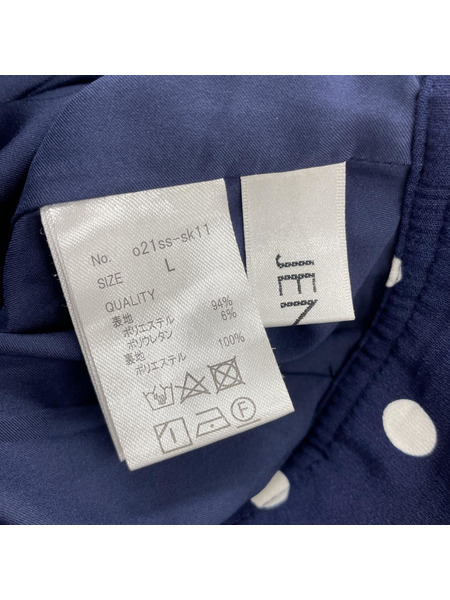 No. o21ss-sk11
SIZE L
QUALITY
表地
ポリエステル 94%
ポリウレタン 6%
裏地
ポリエステル 100%
F
JEN